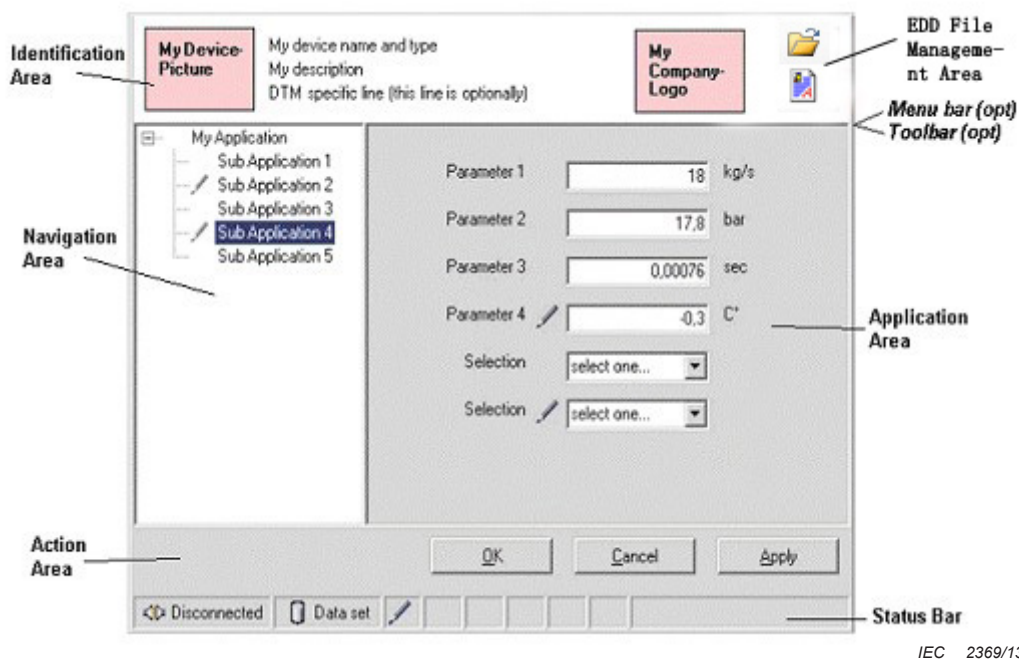 Identification
Area
My Device-
Picture
My device name and type
My description
DTM specific line (this line is optionally)
My
Company-
Logo
EDD File
Manageme-
nt Area
Menu bar (opt)
Toolbar (opt)
My Application
Sub Application 1
Sub Application 2
Sub Application 3
Sub Application 4
Sub Application 5
Navigation
Area
Parameter 1 18 kg/s
Parameter 2 17,8 bar
Parameter 3 0,00076 sec
Parameter 4 -0,3 C°
Selection select one...
Selection select one...
Application
Area
Action
Area
OK Cancel Apply
Disconnected Data set
Status Bar
IEC 2369/13